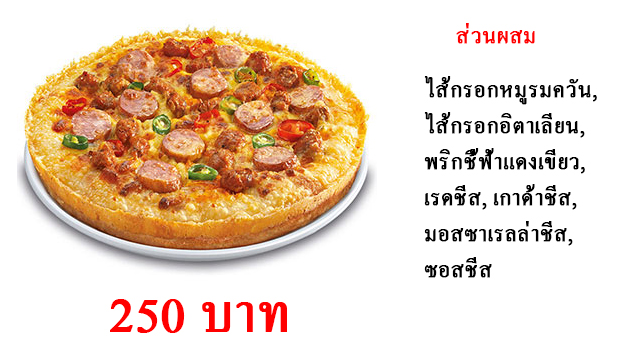 ส่วนผสม
ไส้กรอกหมูรมควัน,
ไส้กรอกอิตาเลียน,
พริกชี้ฟ้าแดงเขียว,
เรดชีส, เกาด้าชีส,
มอสซาเรลล่าชีส,
ซอสชีส
250 บาท